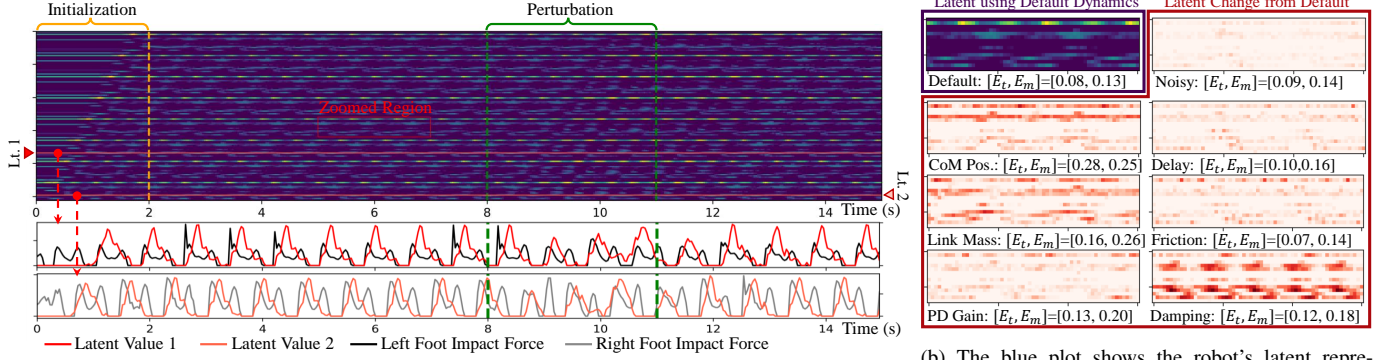 Initialization
Perturbation
Zoomed Region
Lt. 1
Lt. 2
0 2 4 6 8 10 12 14
Time (s)
0 2 4 6 8 10 12 14
Time (s)
Latent Value 1 Latent Value 2 Left Foot Impact Force Right Foot Impact Force
Latent using Default Dynamics
Latent Change from Default
Default: [E_t, E_m]=[0.08, 0.13]
Noisy: [E_t, E_m]=[0.09, 0.14]
CoM Pos.: [E_t, E_m]=[0.28, 0.25]
Delay: [E_t, E_m]=[0.10,0.16]
Link Mass: [E_t, E_m]=[0.16, 0.26]
Friction: [E_t, E_m]=[0.07, 0.14]
PD Gain: [E_t, E_m]=[0.13, 0.20]
Damping: [E_t, E_m]=[0.12, 0.18]
(b) The blue plot shows the robot's latent repre-